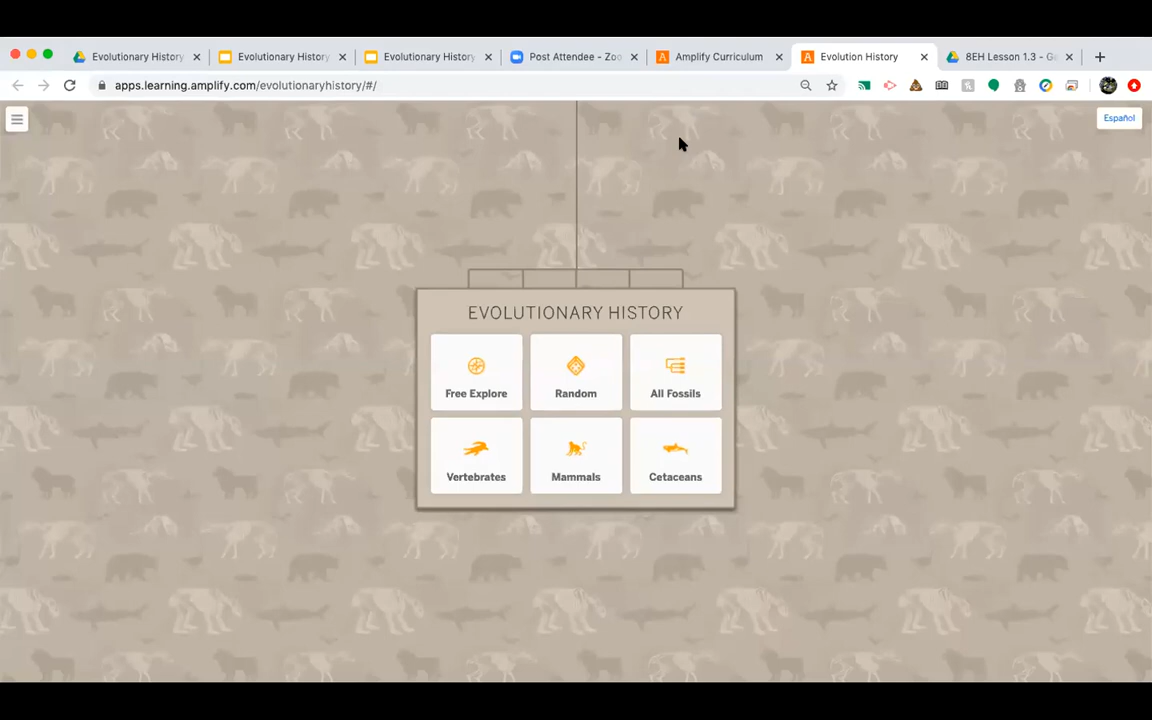 Evolutionary History
Evolutionary History
Evolutionary History
Post Attendee - Zoo
Amplify Curriculum
Evolution History
8EH Lesson 1.3 - G
apps.learning.amplify.com/evolutionaryhistory/#/
Español
EVOLUTIONARY HISTORY
Free Explore
Random
All Fossils
Vertebrates
Mammals
Cetaceans